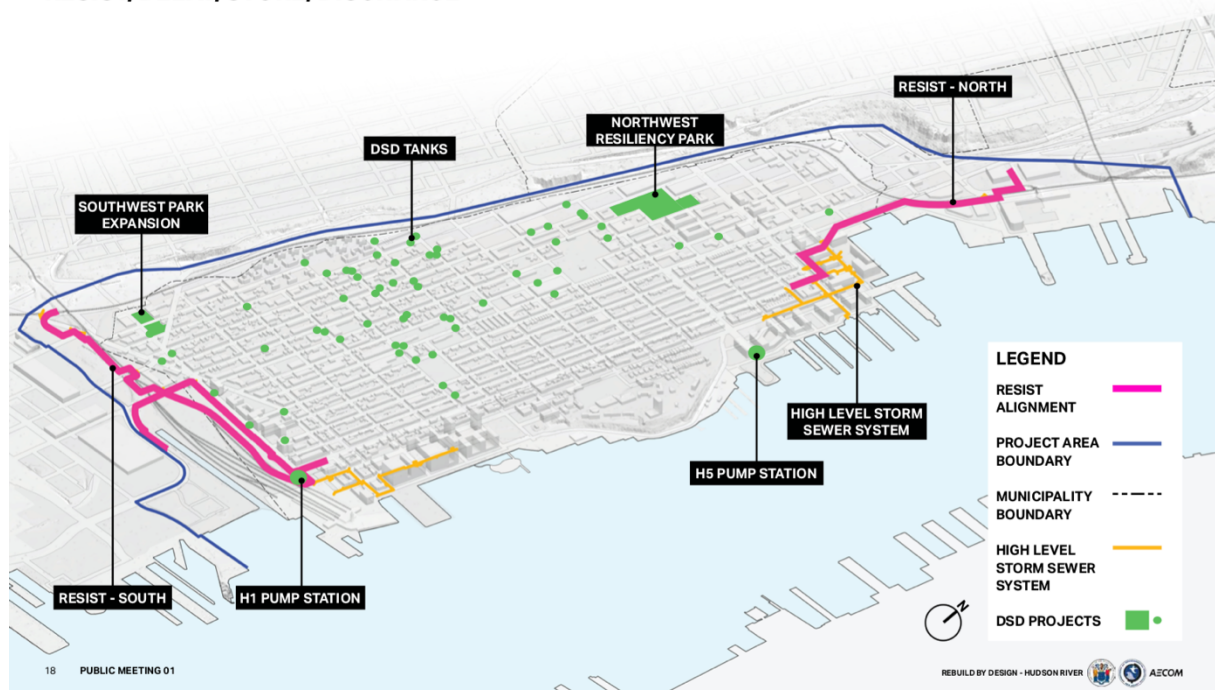 RESIST - NORTH
NORTHWEST
RESILIENCY PARK
DSD TANKS
SOUTHWEST PARK
EXPANSION
HIGH LEVEL STORM
SEWER SYSTEM
H5 PUMP STATION
RESIST - SOUTH
H1 PUMP STATION
LEGEND
RESIST
ALIGNMENT
PROJECT AREA
BOUNDARY
MUNICIPALITY
BOUNDARY
HIGH LEVEL
STORM SEWER
SYSTEM
DSD PROJECTS
N
18 PUBLIC MEETING 01
REBUILD BY DESIGN - HUDSON RIVER
AECOM